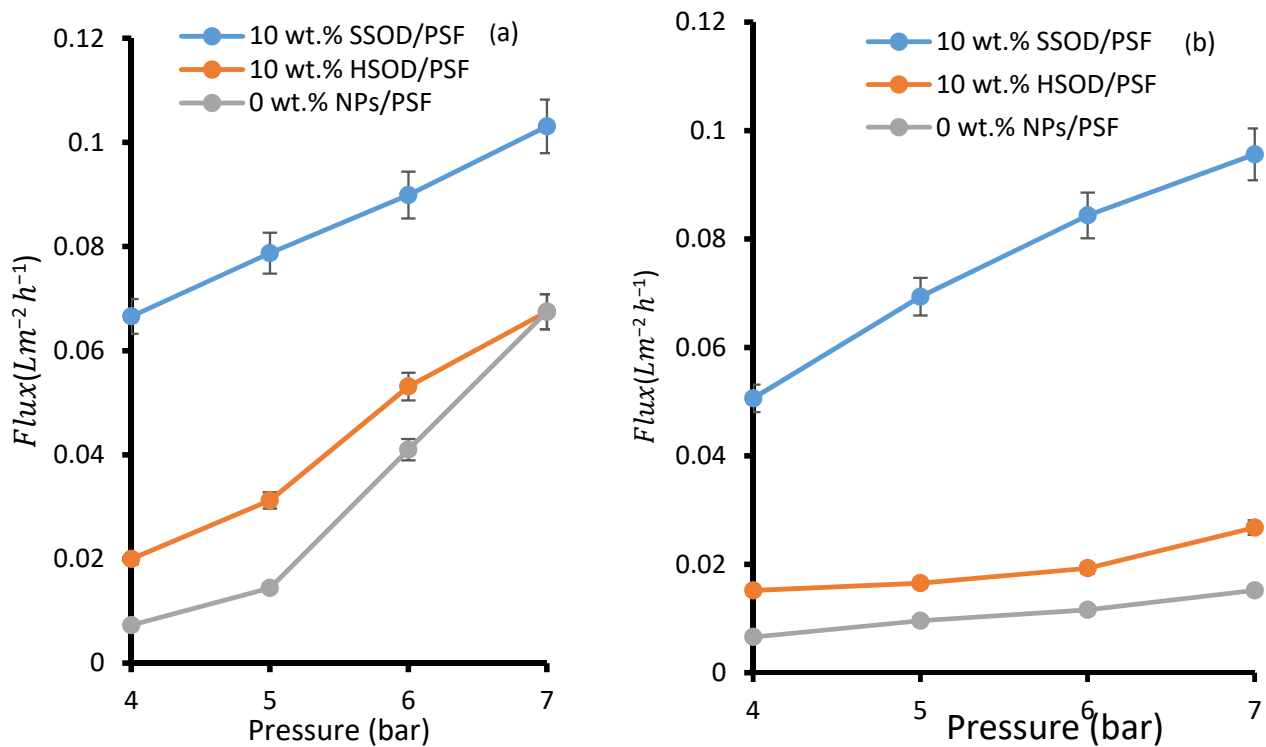 0.12
0.1
0.08
0.06
0.04
0.02
0
Flux(Lm⁻² h⁻¹)
10 wt.% SSOD/PSF (a)
10 wt.% HSOD/PSF
0 wt.% NPs/PSF
4 5 6 7
Pressure (bar)
0.12
0.1
0.08
0.06
0.04
0.02
0
Flux(Lm⁻² h⁻¹)
10 wt.% SSOD/PSF (b)
10 wt.% HSOD/PSF
0 wt.% NPs/PSF
4 5 6 7
Pressure (bar)